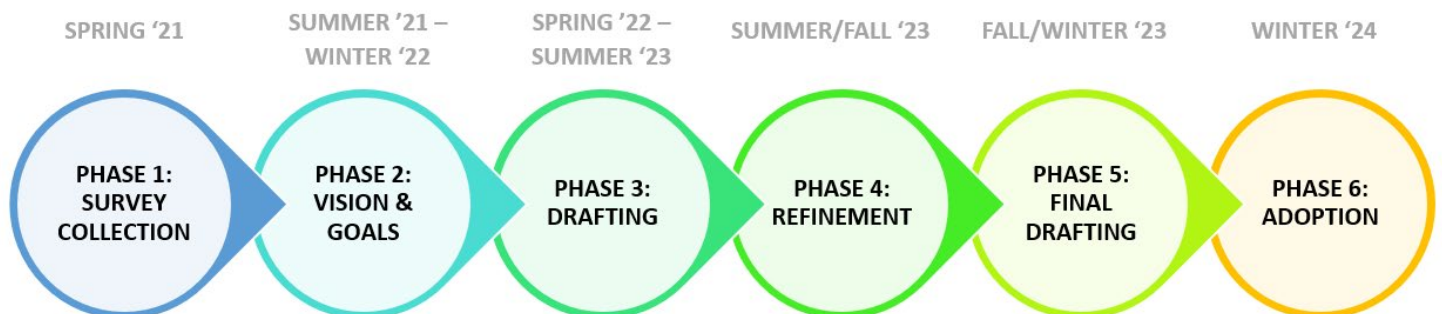 SPRING ‘21
SUMMER ’21 –
WINTER ‘22
SPRING ’22 –
SUMMER ‘23
SUMMER/FALL ‘23
FALL/WINTER ‘23
WINTER ‘24
PHASE 1:
SURVEY
COLLECTION
PHASE 2:
VISION &
GOALS
PHASE 3:
DRAFTING
PHASE 4:
REFINEMENT
PHASE 5:
FINAL
DRAFTING
PHASE 6:
ADOPTION